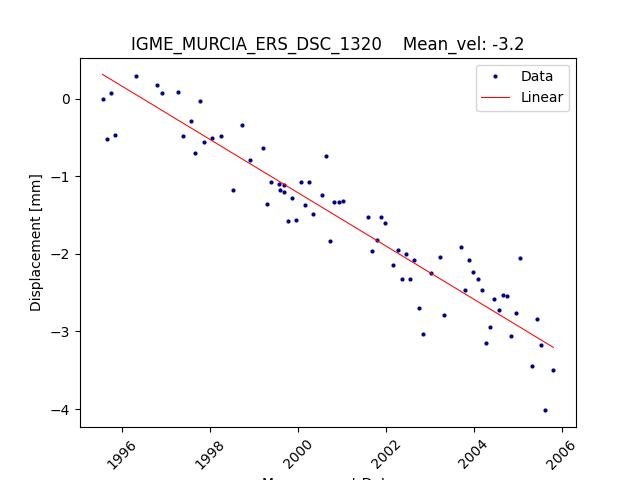 IGME_MURCIA_ERS_DSC_1320    Mean_vel: -3.2
Data
Linear
Displacement [mm]
0
−1
−2
−3
−4
1996
1998
2000
2002
2004
2006